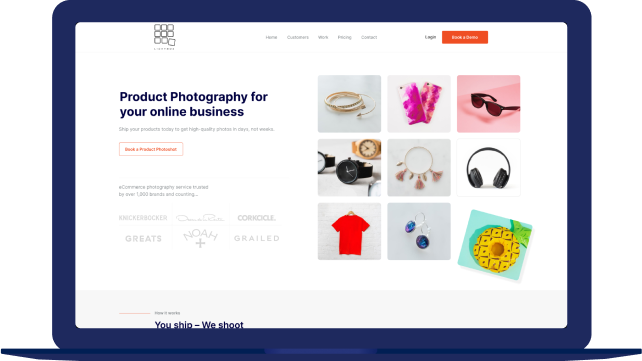 Home Customers Work Pricing Contact Login Book a Demo
Product Photography for
your online business
Ship your products today to get high-quality photos in days, not weeks.
Book a Product Photoshoot
eCommerce photography service trusted
by over 1,000 brands and counting...
KNICKERBOCKER CORKCICLE.
GREATS NOAH GRAILED
How it works
You ship – We shoot